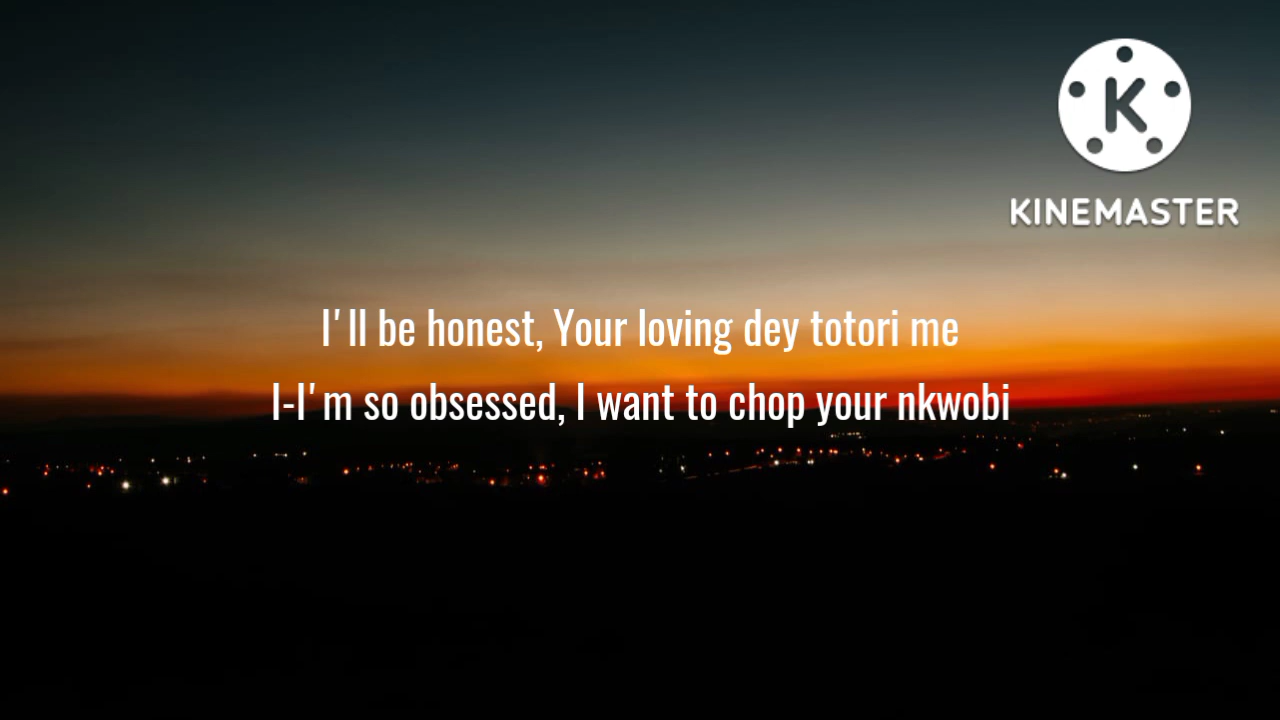 K
KINEMASTER
I'll be honest, Your loving dey totori me
I-I'm so obsessed, I want to chop your nkwobi